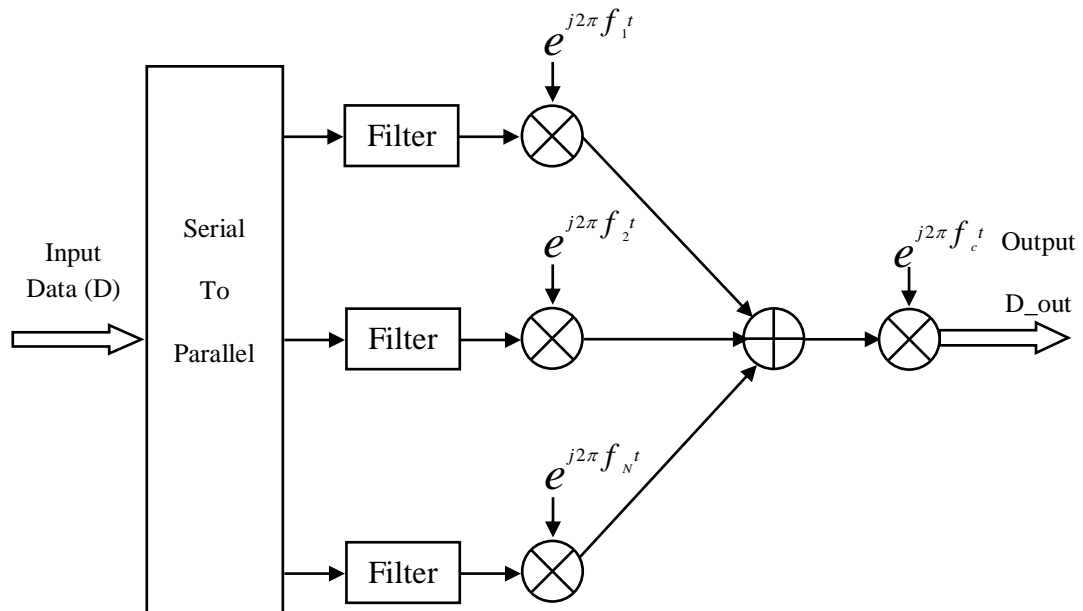 e^{j2πf_1t}
Filter
Serial
To
Parallel
Input
Data (D)
e^{j2πf_2t}
Filter
e^{j2πf_ct} Output
D_out
e^{j2πf_Nt}
Filter